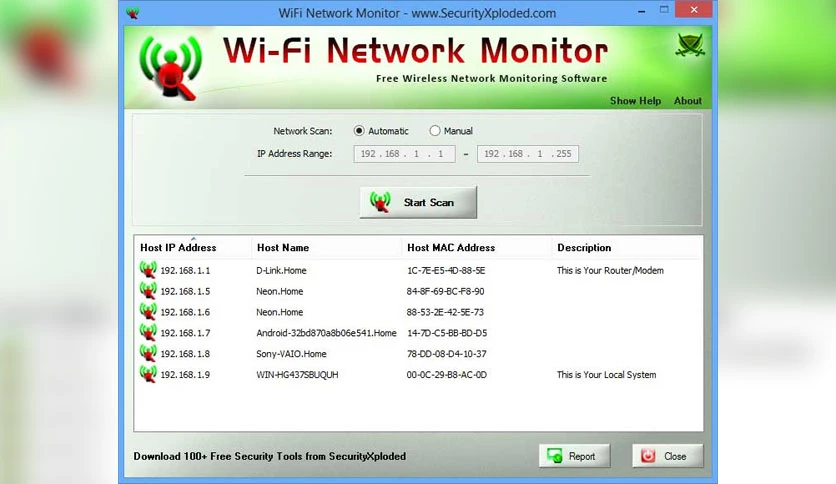 WiFi Network Monitor - www.SecurityXploded.com
Wi-Fi Network Monitor
Free Wireless Network Monitoring Software
Show Help About
Network Scan: Automatic Manual
IP Address Range: 192 . 168 . 1 . 1 - 192 . 168 . 1 . 255
Start Scan
Host IP Address Host Name Host MAC Address Description
192.168.1.1 D-Link.Home 1C-7E-E5-4D-88-5E This is Your Router/Modem
192.168.1.5 Neon.Home 84-8F-69-BC-F8-90
192.168.1.6 Neon.Home 88-53-2E-42-5E-73
192.168.1.7 Android-32bd870a8b06e541.Home 14-7D-C5-BB-BD-D5
192.168.1.8 Sony-VAIO.Home 78-DD-08-D4-10-37
192.168.1.9 WIN-HG437SBUQUH 00-0C-29-B8-AC-0D This is Your Local System
Download 100+ Free Security Tools from SecurityXploded
Report Close